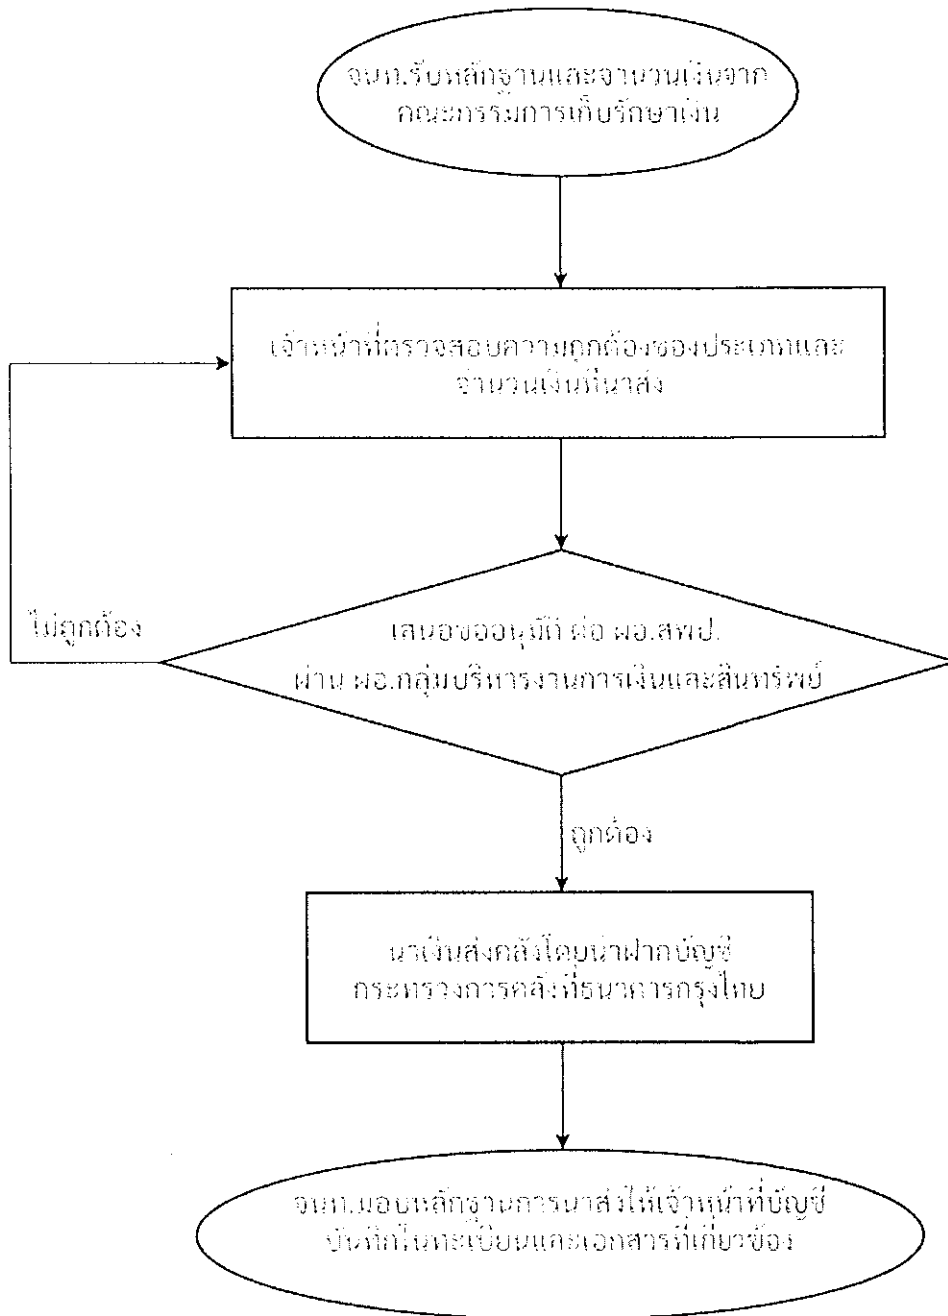 จนท.รับหลักฐานและจำนวนเงินจาก
คณะกรรมการเก็บรักษาเงิน
เจ้าหน้าที่ตรวจสอบความถูกต้องของประเภทและ
จำนวนเงินที่นำส่ง
ไม่ถูกต้อง
เสนอขออนุมัติ ต่อ ผอ.สพป.
ผ่าน ผอ.กลุ่มบริหารงานการเงินและสินทรัพย์
ถูกต้อง
นำเงินส่งคลังโดยนำฝากบัญชี
กระทรวงการคลังที่ธนาคารกรุงไทย
จนท.มอบหลักฐานการนำส่งให้เจ้าหน้าที่บัญชี
บันทึกในทะเบียนและเอกสารที่เกี่ยวข้อง